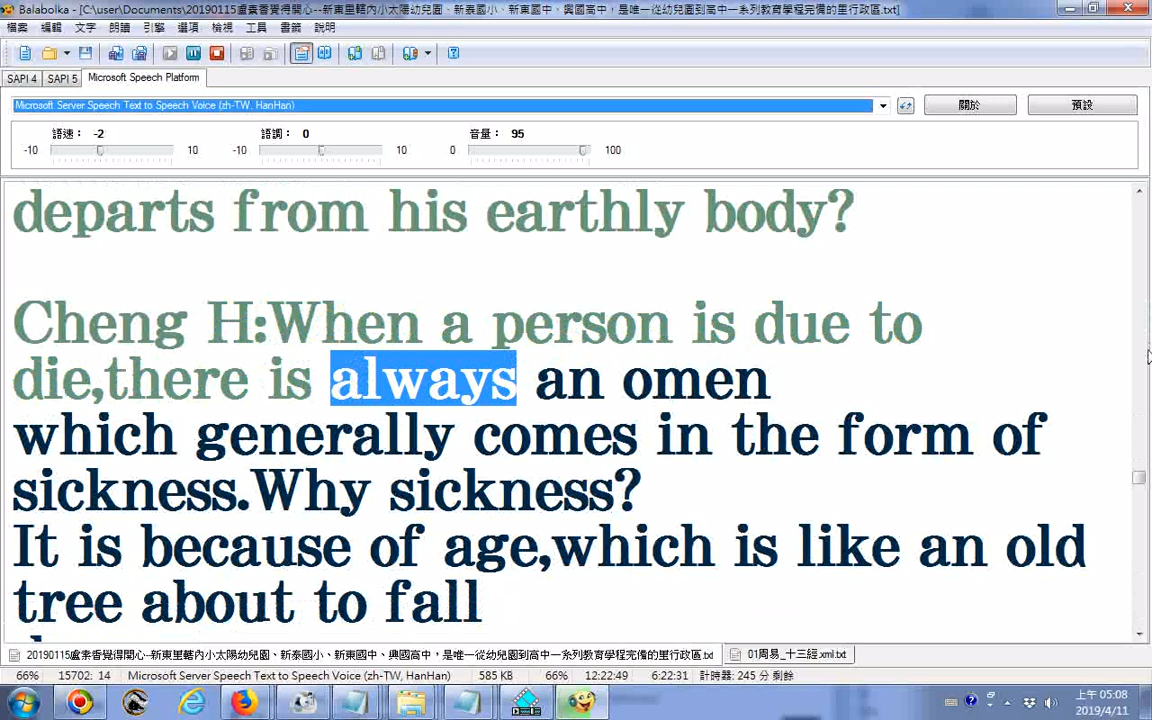 Balabolka - [C:\user\Documents\20190115盧素香覺得開心--新東里轄內小太陽幼兒園、新泰國小、新東國中、興國高中，是唯一從幼兒園到高中一系列教育學程完備的里行政區.txt]
檔案 編輯 文字 朗讀 引擎 選項 檢視 工具 書籤 說明
SAPI 4 SAPI 5 Microsoft Speech Platform
Microsoft Server Speech Text to Speech Voice (zh-TW, HanHan) 關於 預設
語速： -2 語調： 0 音量： 95
-10 10 -10 10 0 100
departs from his earthly body?
Cheng H:When a person is due to
die,there is always an omen
which generally comes in the form of
sickness.Why sickness?
It is because of age,which is like an old
tree about to fall
20190115盧素香覺得開心--新東里轄內小太陽幼兒園、新泰國小、新東國中、興國高中，是唯一從幼兒園到高中一系列教育學程完備的里行政區.txt 01周易_十三經.xml.txt
66% 15702: 14 Microsoft Server Speech Text to Speech Voice (zh-TW, HanHan) 585 KB 66% 12:22:49 6:22:31 計時器: 245 分 剩餘
上午 05:08
2019/4/11